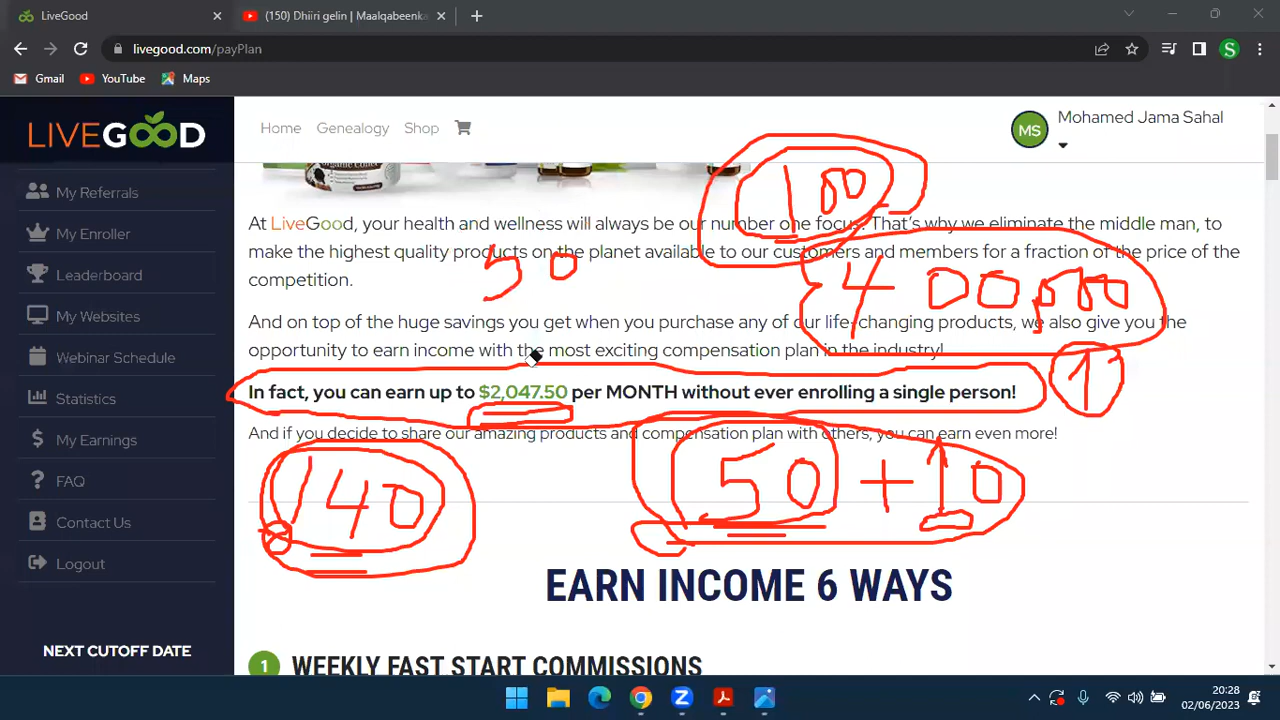 LiveGood
(150) Dhiiri gelin | Maalqabeenka
livegood.com/payPlan
S
Gmail
YouTube
Maps
LIVEGOOD
Home
Genealogy
Shop
MS
Mohamed Jama Sahal
My Referrals
My Enroller
Leaderboard
My Websites
Webinar Schedule
Statistics
My Earnings
FAQ
Contact Us
Logout
NEXT CUTOFF DATE
100
At LiveGood, your health and wellness will always be our number one focus. That's why we eliminate the middle man, to
make the highest quality products on the planet available to our customers and members for a fraction of the price of the
competition.
50
400,000
And on top of the huge savings you get when you purchase any of our life-changing products, we also give you the
opportunity to earn income with the most exciting compensation plan in the industry!
1
In fact, you can earn up to $2,047.50 per MONTH without ever enrolling a single person!
And if you decide to share our amazing products and compensation plan with others, you can earn even more!
140
50 + 10
EARN INCOME 6 WAYS
1 WEEKLY FAST START COMMISSIONS
20:28
02/06/2023